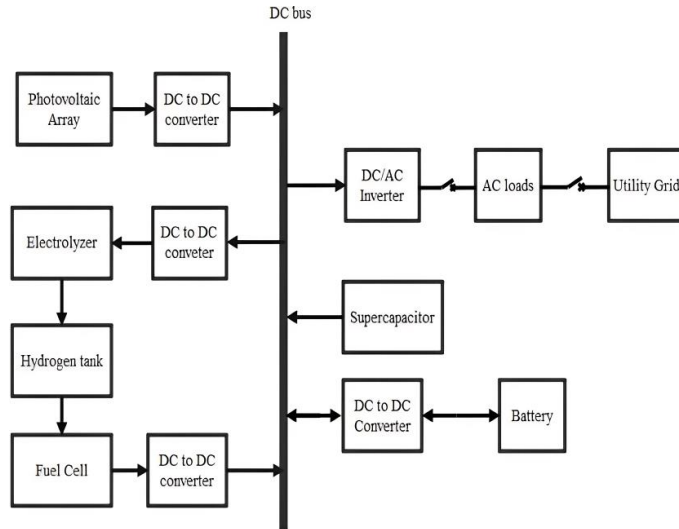 DC bus
Photovoltaic
Array
DC to DC
converter
DC/AC
Inverter
AC loads
Utility Grid
Electrolyzer
DC to DC
conveter
Supercapacitor
Hydrogen tank
DC to DC
Converter
Battery
Fuel Cell
DC to DC
converter